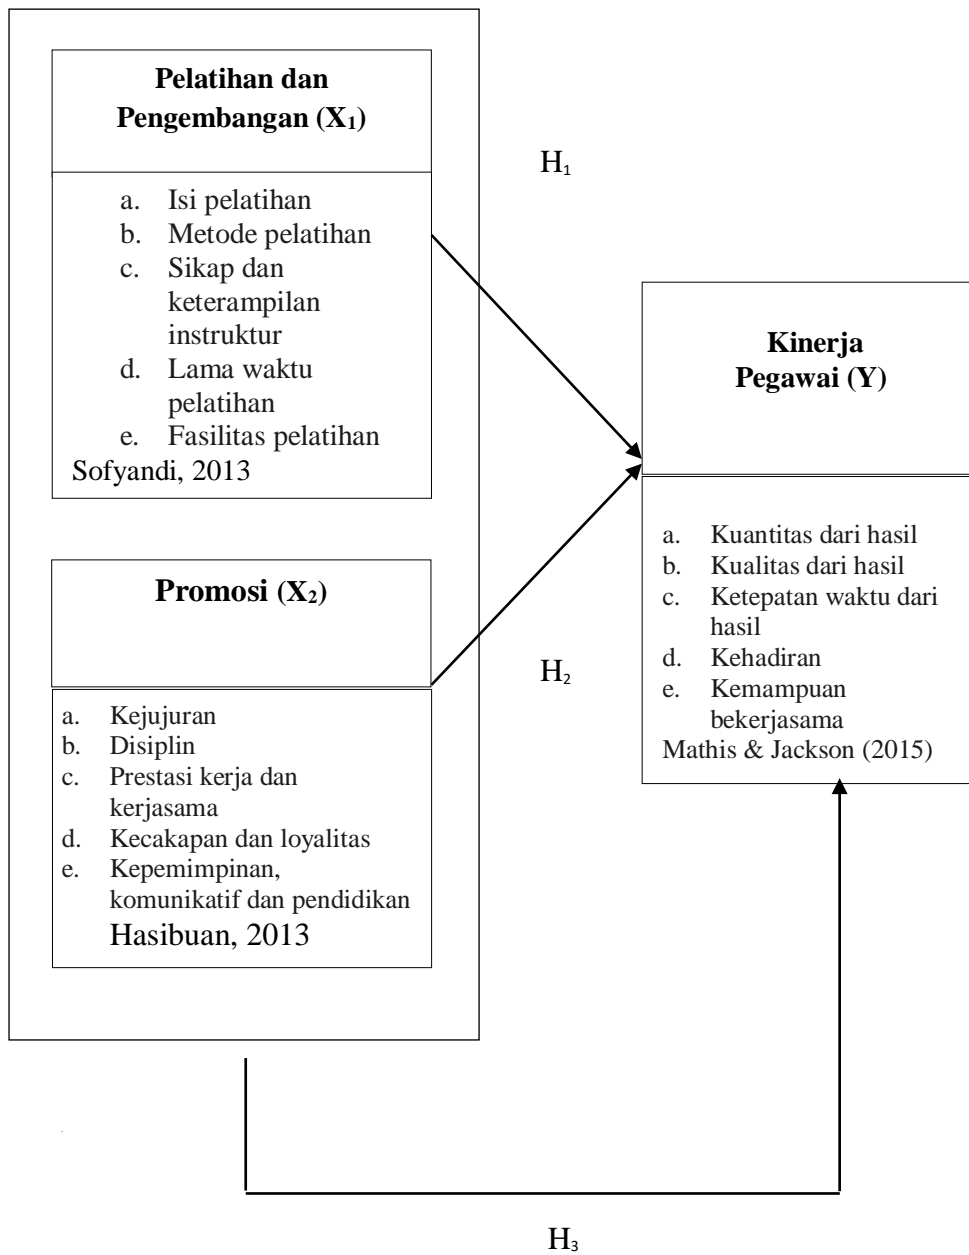 Pelatihan dan
Pengembangan (X₁)
a. Isi pelatihan
b. Metode pelatihan
c. Sikap dan
keterampilan
instruktur
d. Lama waktu
pelatihan
e. Fasilitas pelatihan
Sofyandi, 2013
H₁
Promosi (X₂)
a. Kejujuran
b. Disiplin
c. Prestasi kerja dan
kerjasama
d. Kecakapan dan loyalitas
e. Kepemimpinan,
komunikatif dan pendidikan
Hasibuan, 2013
H₂
Kinerja
Pegawai (Y)
a. Kuantitas dari hasil
b. Kualitas dari hasil
c. Ketepatan waktu dari
hasil
d. Kehadiran
e. Kemampuan
bekerjasama
Mathis & Jackson (2015)
H₃